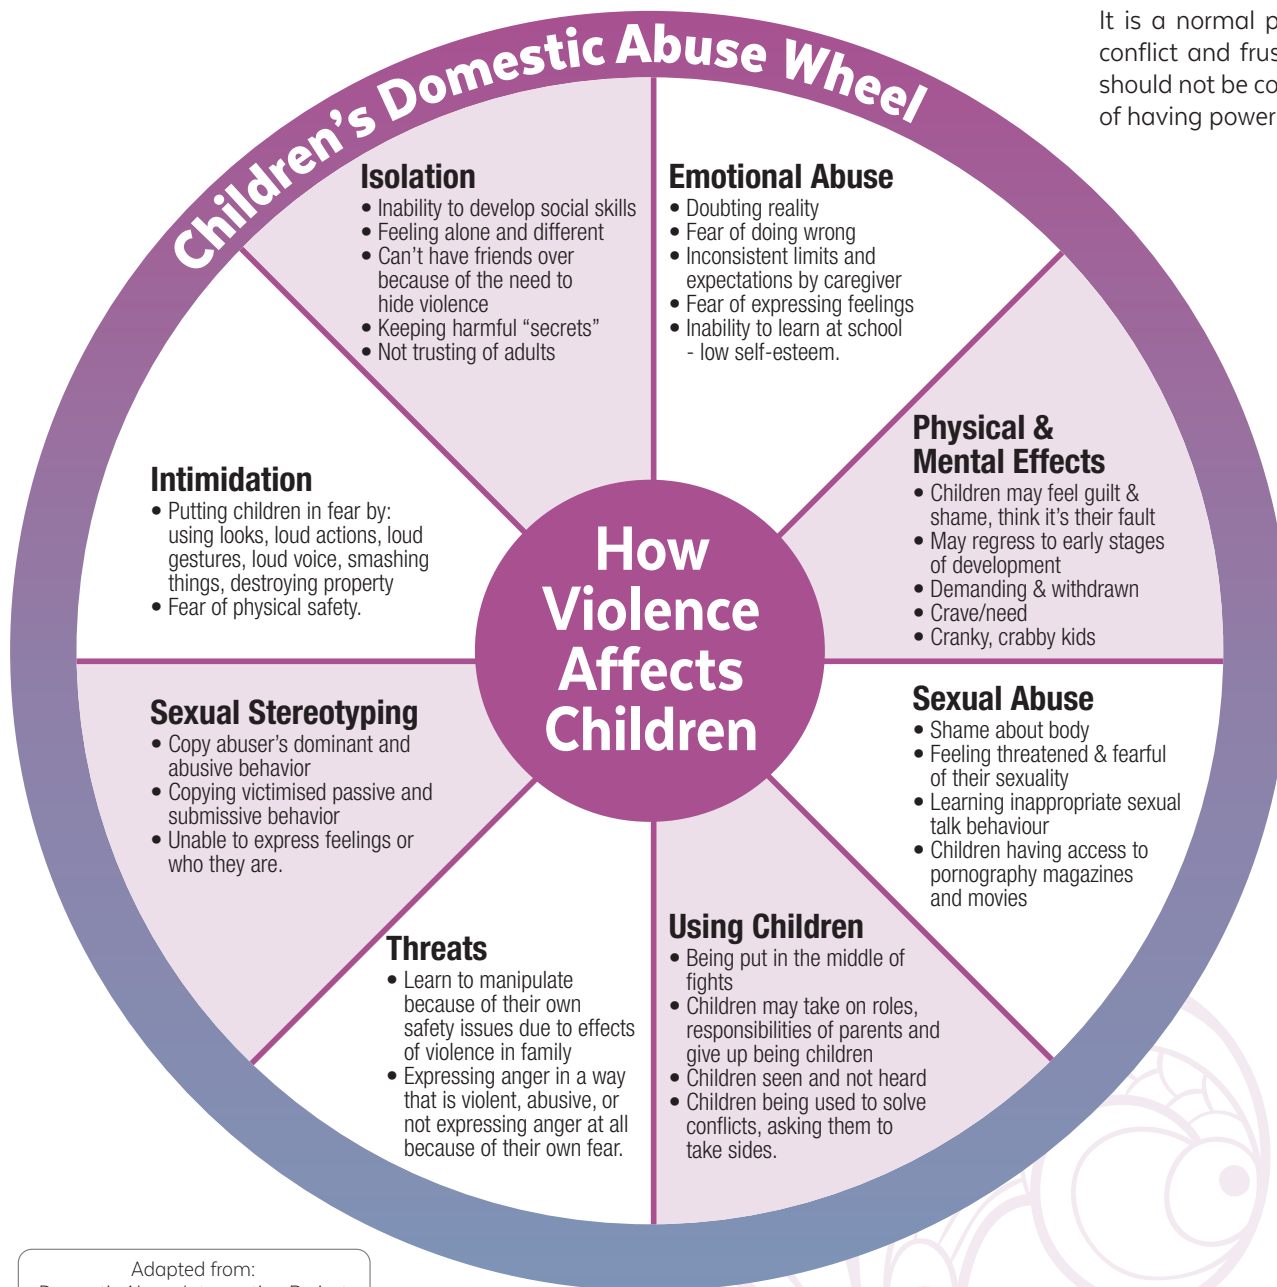 It is a normal p
conflict and frus
should not be co
of having power
Children's Domestic Abuse Wheel
Isolation
• Inability to develop social skills
• Feeling alone and different
• Can't have friends over
because of the need to
hide violence
• Keeping harmful “secrets”
• Not trusting of adults
Emotional Abuse
• Doubting reality
• Fear of doing wrong
• Inconsistent limits and
expectations by caregiver
• Fear of expressing feelings
• Inability to learn at school
- low self-esteem.
Physical &
Mental Effects
• Children may feel guilt &
shame, think it's their fault
• May regress to early stages
of development
• Demanding & withdrawn
• Crave/need
• Cranky, crabby kids
Intimidation
• Putting children in fear by:
using looks, loud actions, loud
gestures, loud voice, smashing
things, destroying property
• Fear of physical safety.
How
Violence
Affects
Children
Sexual Stereotyping
• Copy abuser's dominant and
abusive behavior
• Copying victimised passive and
submissive behavior
• Unable to express feelings or
who they are.
Sexual Abuse
• Shame about body
• Feeling threatened & fearful
of their sexuality
• Learning inappropriate sexual
talk behaviour
• Children having access to
pornography magazines
and movies
Threats
• Learn to manipulate
because of their own
safety issues due to effects
of violence in family
• Expressing anger in a way
that is violent, abusive, or
not expressing anger at all
because of their own fear.
Using Children
• Being put in the middle of
fights
• Children may take on roles,
responsibilities of parents and
give up being children
• Children seen and not heard
• Children being used to solve
conflicts, asking them to
take sides.
Adapted from: